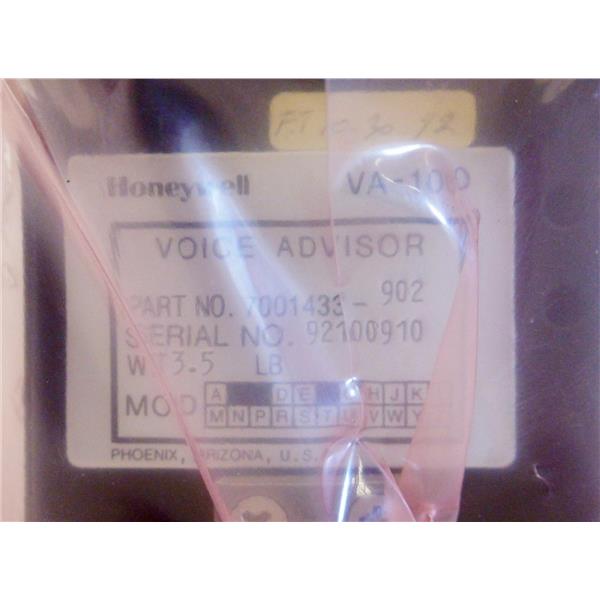 F.T 10.30 92
Honeywell VA-100
VOICE ADVISOR
PART NO. 7001433-902
SERIAL NO. 92100910
WT 3.5 LB
MOD A D E G H J K
M N P R S T U V W Y
PHOENIX, ARIZONA, U.S.